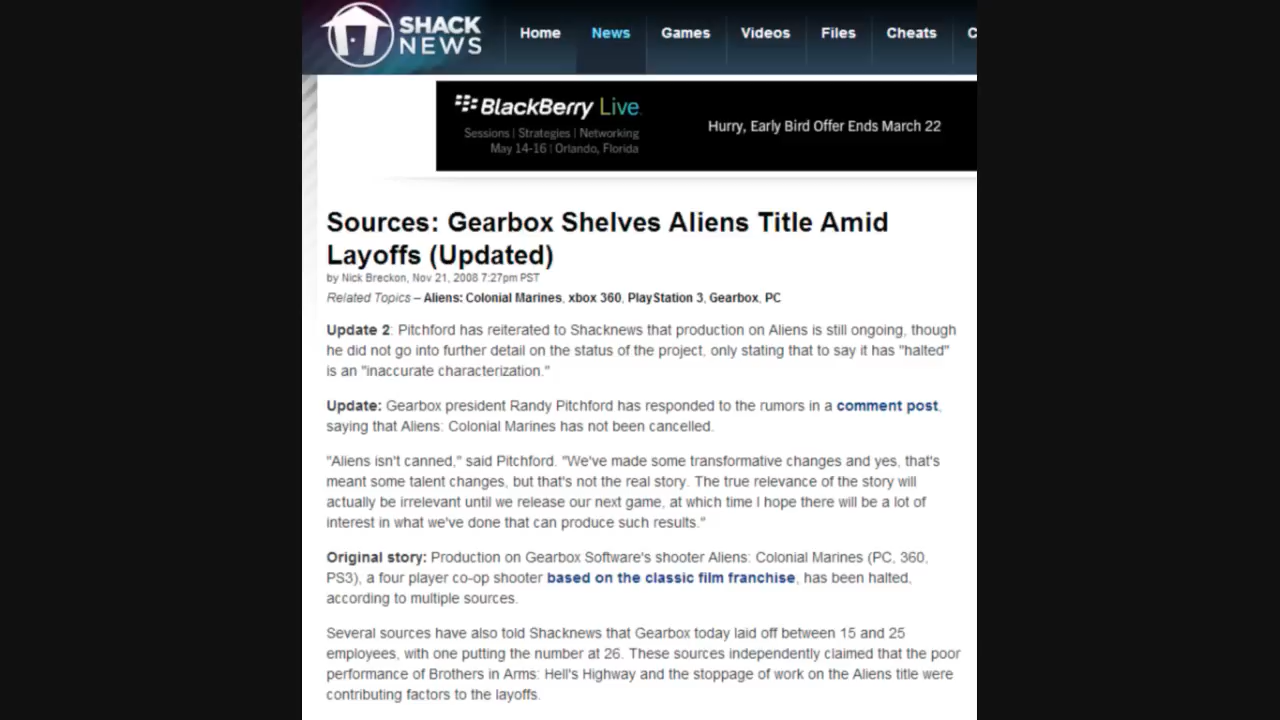 SHACK
NEWS
Home News Games Videos Files Cheats C
BlackBerry Live
Sessions | Strategies | Networking
May 14-16 | Orlando, Florida
Hurry, Early Bird Offer Ends March 22
Sources: Gearbox Shelves Aliens Title Amid
Layoffs (Updated)
by Nick Breckon, Nov 21, 2008 7:27pm PST
Related Topics – Aliens: Colonial Marines, xbox 360, PlayStation 3, Gearbox, PC
Update 2: Pitchford has reiterated to Shacknews that production on Aliens is still ongoing, though
he did not go into further detail on the status of the project, only stating that to say it has "halted"
is an "inaccurate characterization."
Update: Gearbox president Randy Pitchford has responded to the rumors in a comment post,
saying that Aliens: Colonial Marines has not been cancelled.
"Aliens isn't canned," said Pitchford. "We've made some transformative changes and yes, that's
meant some talent changes, but that's not the real story. The true relevance of the story will
actually be irrelevant until we release our next game, at which time I hope there will be a lot of
interest in what we've done that can produce such results."
Original story: Production on Gearbox Software's shooter Aliens: Colonial Marines (PC, 360,
PS3), a four player co-op shooter based on the classic film franchise, has been halted,
according to multiple sources.
Several sources have also told Shacknews that Gearbox today laid off between 15 and 25
employees, with one putting the number at 26. These sources independently claimed that the poor
performance of Brothers in Arms: Hell's Highway and the stoppage of work on the Aliens title were
contributing factors to the layoffs.